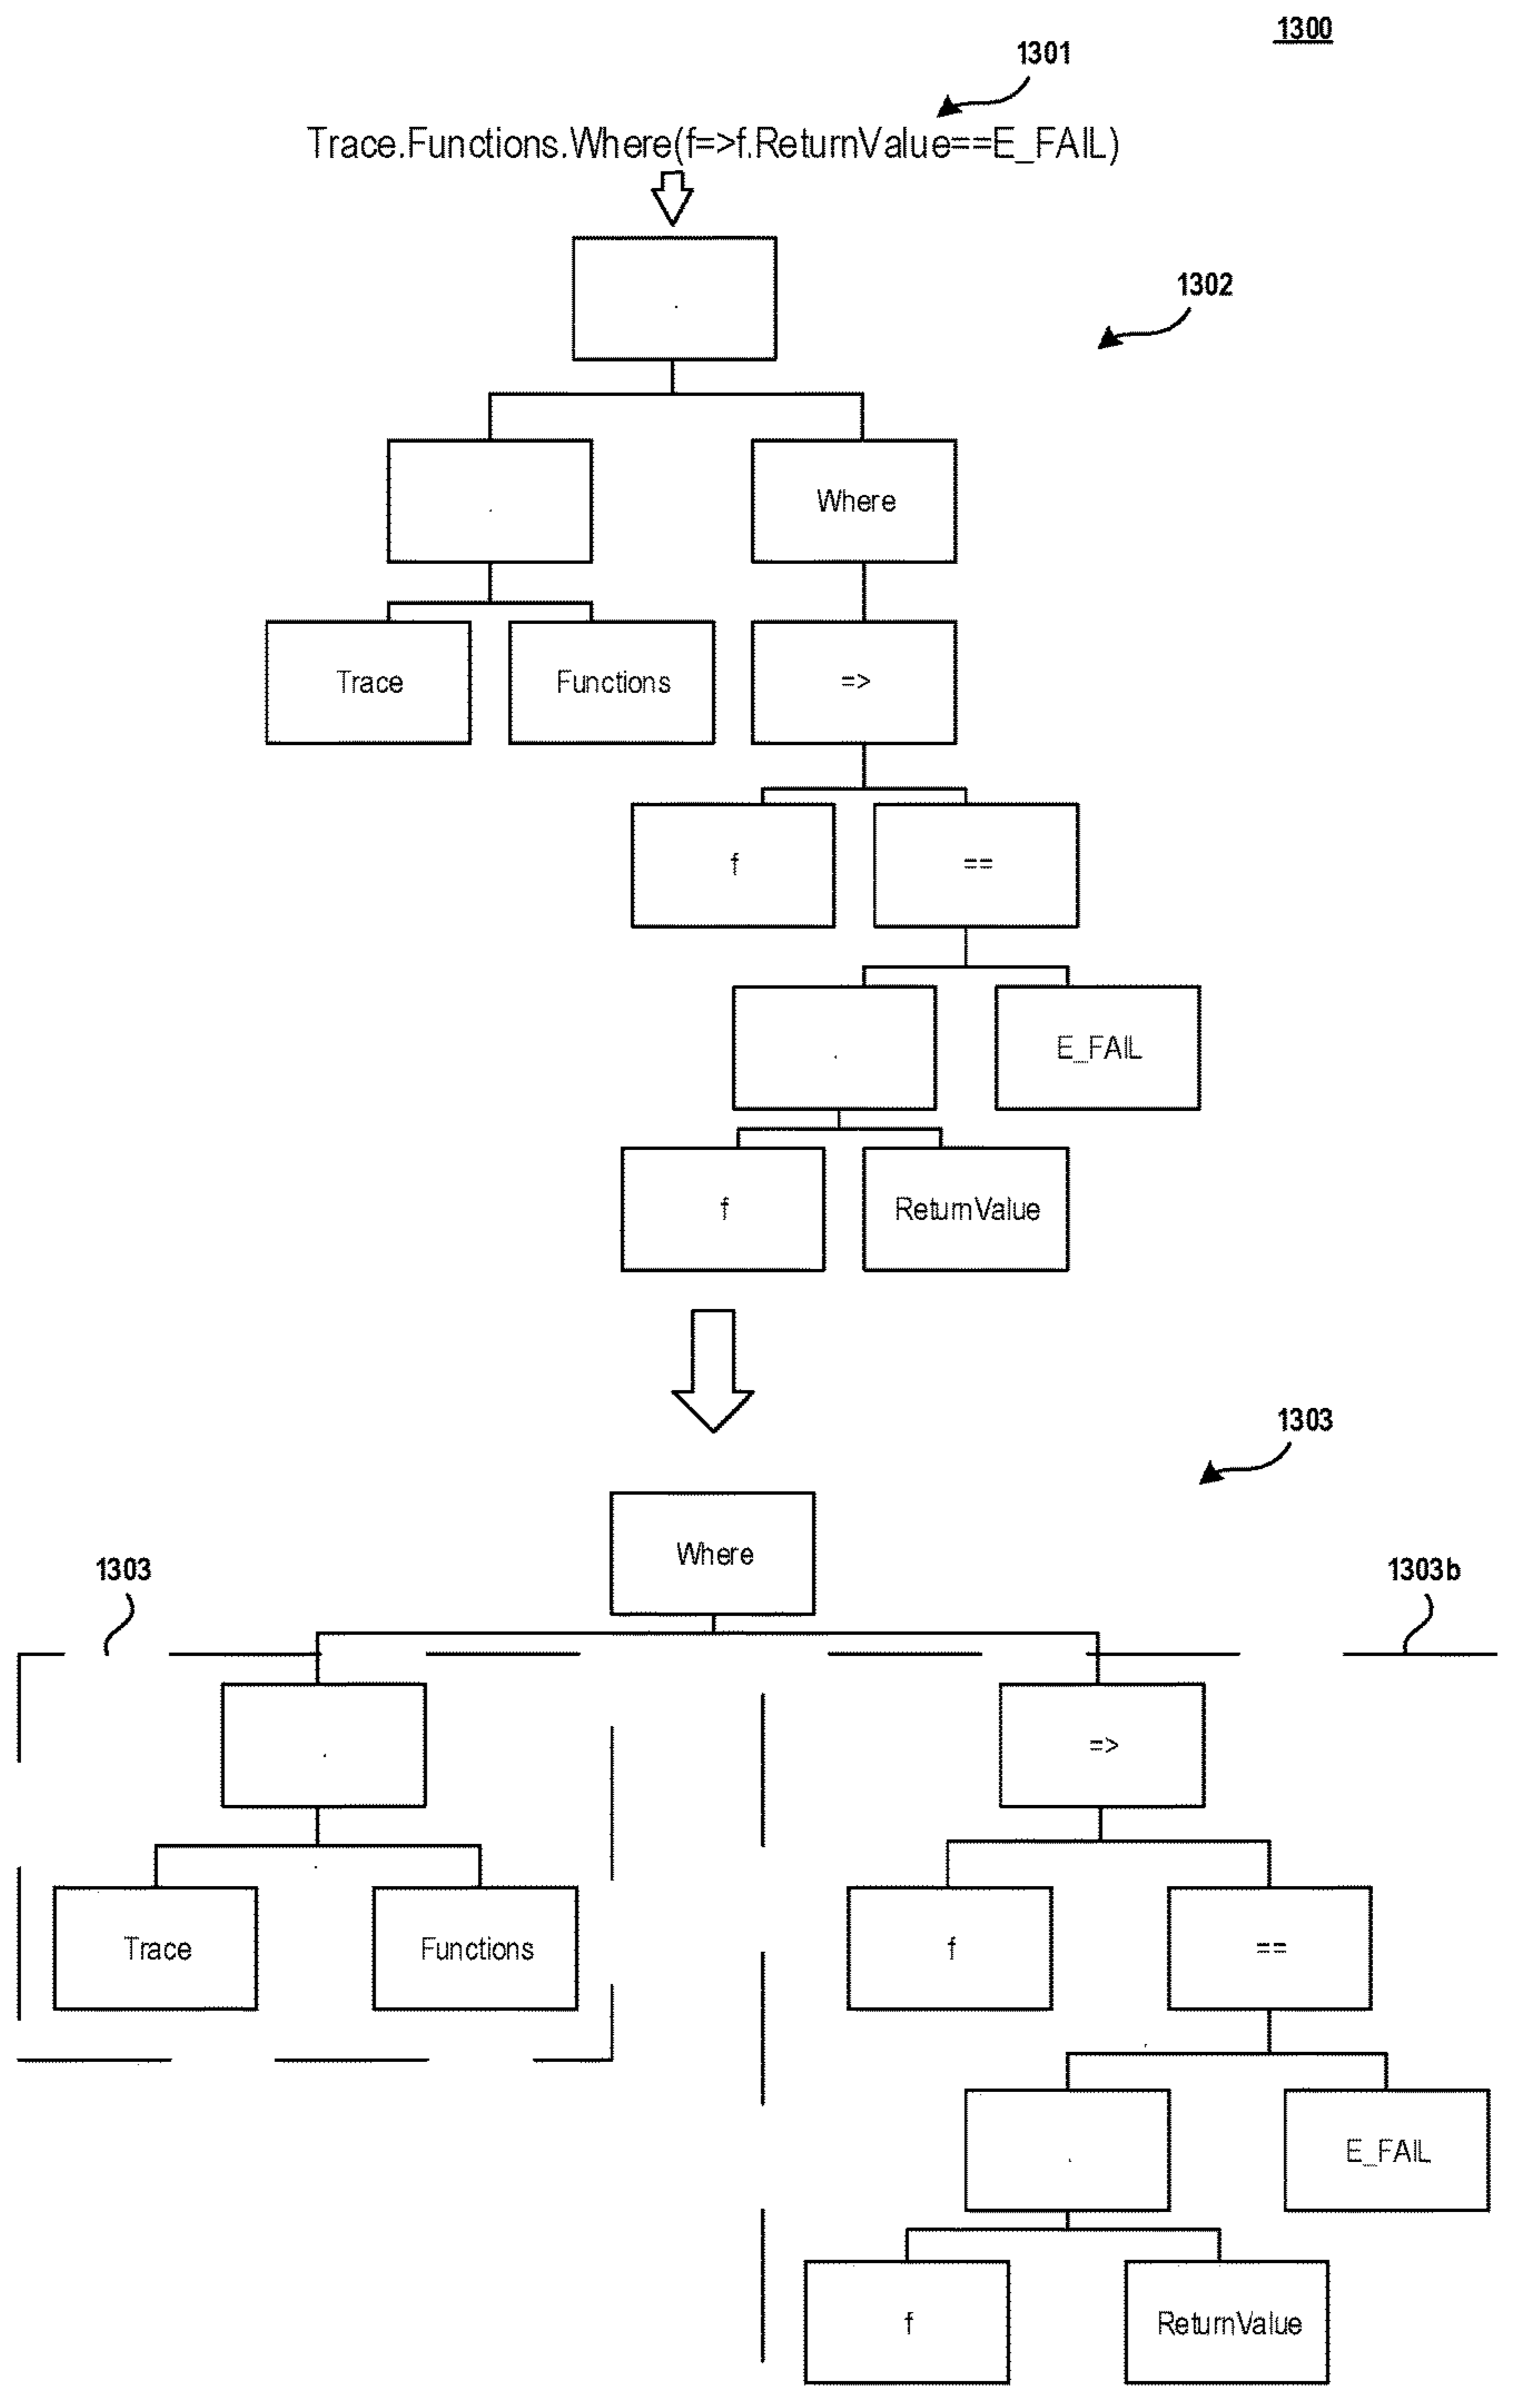 1300
1301
Trace.Functions.Where(f=>f.ReturnValue==E_FAIL)
1302
.
. Where
Trace Functions =>
f ==
. E_FAIL
f ReturnValue
1303
Where
1303 1303b
. =>
Trace Functions f ==
. E_FAIL
f ReturnValue